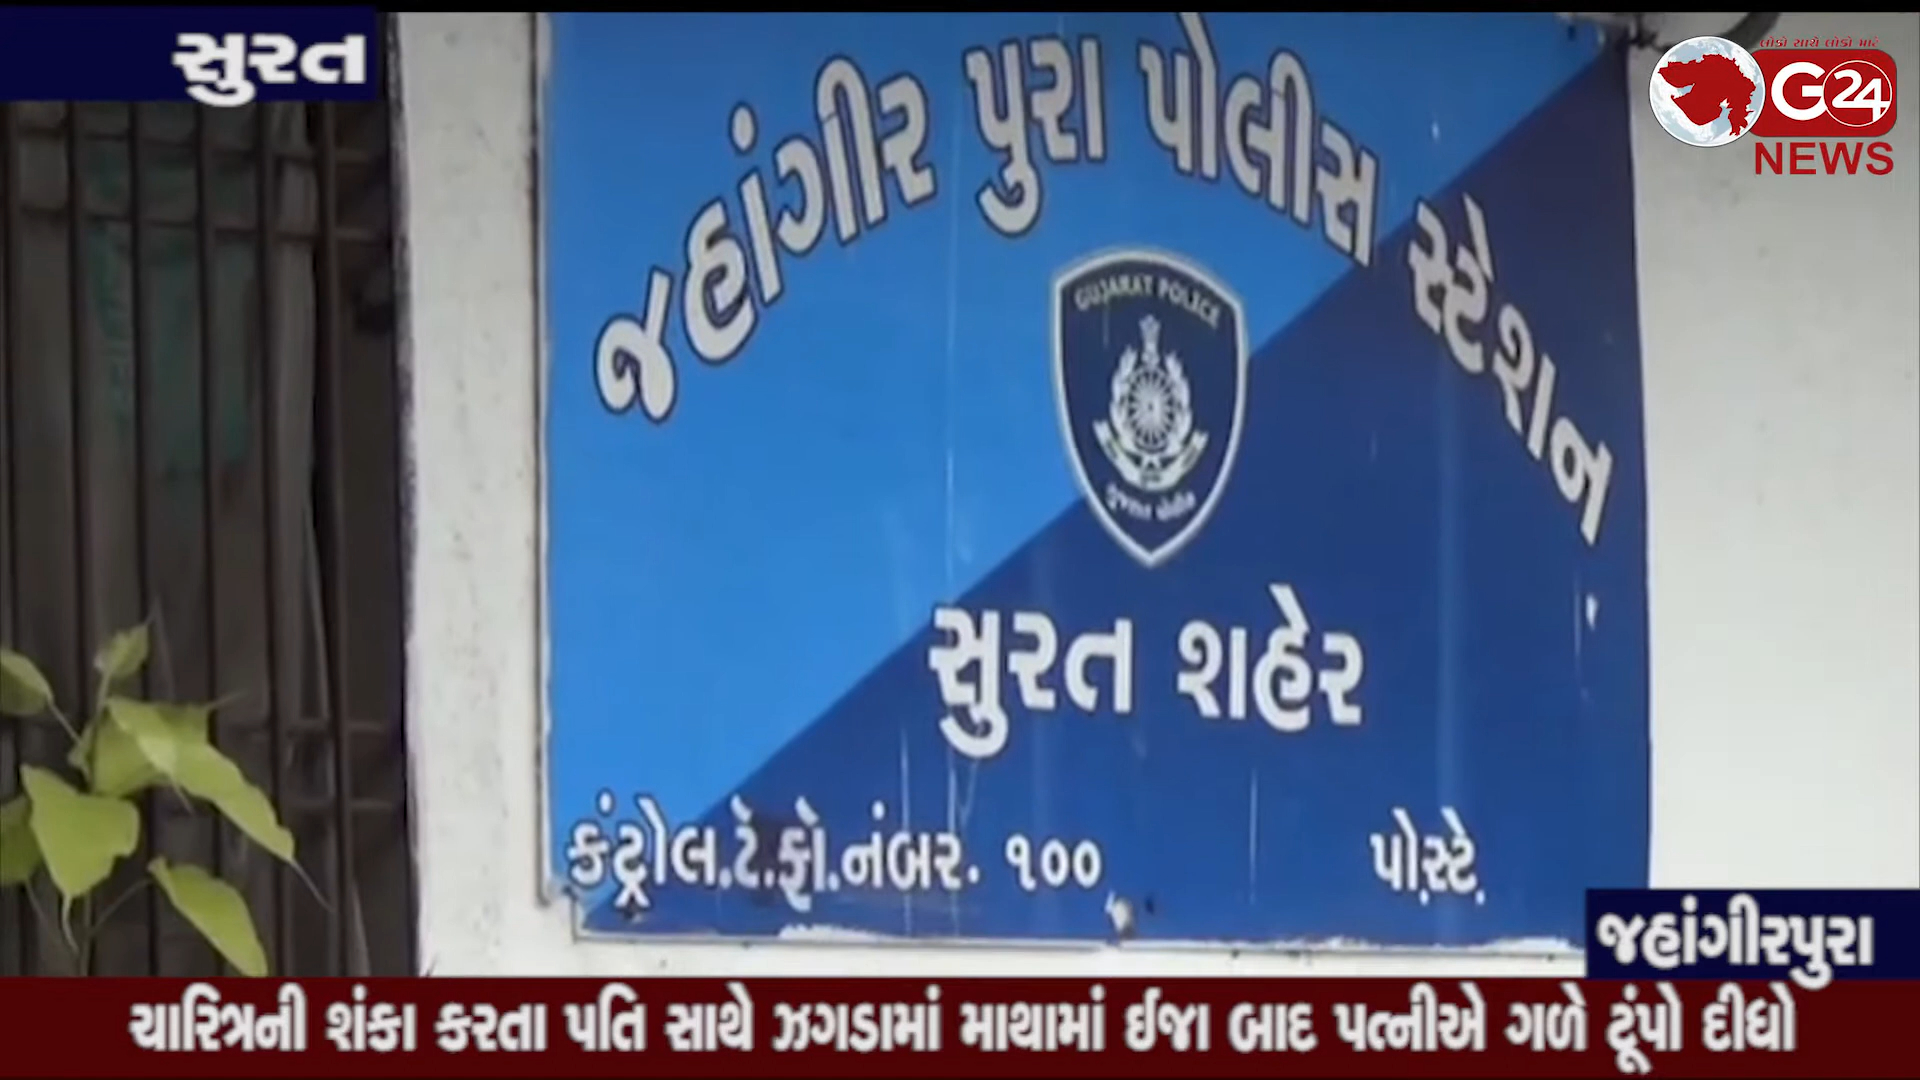 સુરત
લોકો સાથે લોકો માટે
G24
NEWS
જહાંગીર પુરા પોલીસ સ્ટેશન
GUJARAT POLICE
ગુજરાત પોલીસ
સુરત શહેર
કંટ્રોલ.ટે.ફો.નંબર. ૧૦૦
પો.સ્ટે.
જહાંગીરપુરા
ચારિત્રની શંકા કરતા પતિ સાથે ઝગડામાં માથામાં ઈજા બાદ પત્નીએ ગળે ટૂંપો દીધો